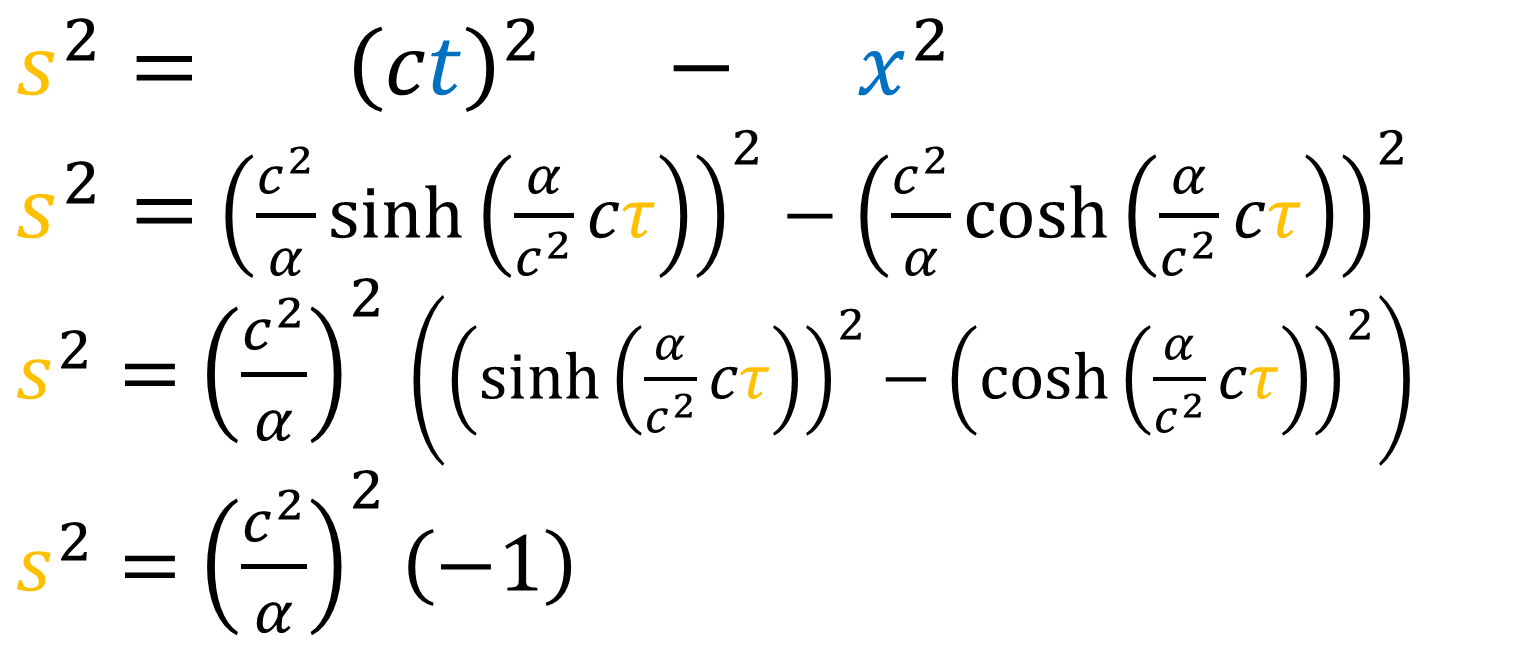 s² = (ct)² − x²
s² = (c²/α sinh(α/c² cτ))² − (c²/α cosh(α/c² cτ))²
s² = (c²/α)² ((sinh(α/c² cτ))² − (cosh(α/c² cτ))²)
s² = (c²/α)² (−1)